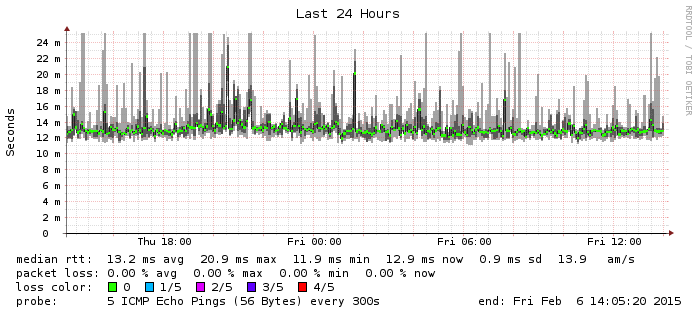 Last 24 Hours
RRDTOOL / TOBI OETIKER
Seconds
24 m
22 m
20 m
18 m
16 m
14 m
12 m
10 m
8 m
6 m
4 m
2 m
0
Thu 18:00 Fri 00:00 Fri 06:00 Fri 12:00
median rtt: 13.2 ms avg 20.9 ms max 11.9 ms min 12.9 ms now 0.9 ms sd 13.9 am/s
packet loss: 0.00 % avg 0.00 % max 0.00 % min 0.00 % now
loss color: 0 1/5 2/5 3/5 4/5
probe: 5 ICMP Echo Pings (56 Bytes) every 300s end: Fri Feb 6 14:05:20 2015